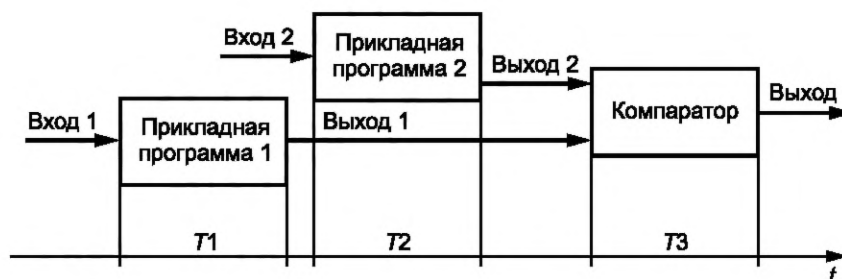 Вход 2
Прикладная
программа 2
Выход 2
Вход 1
Прикладная
программа 1
Выход 1
Компаратор
Выход
T1
T2
T3
t